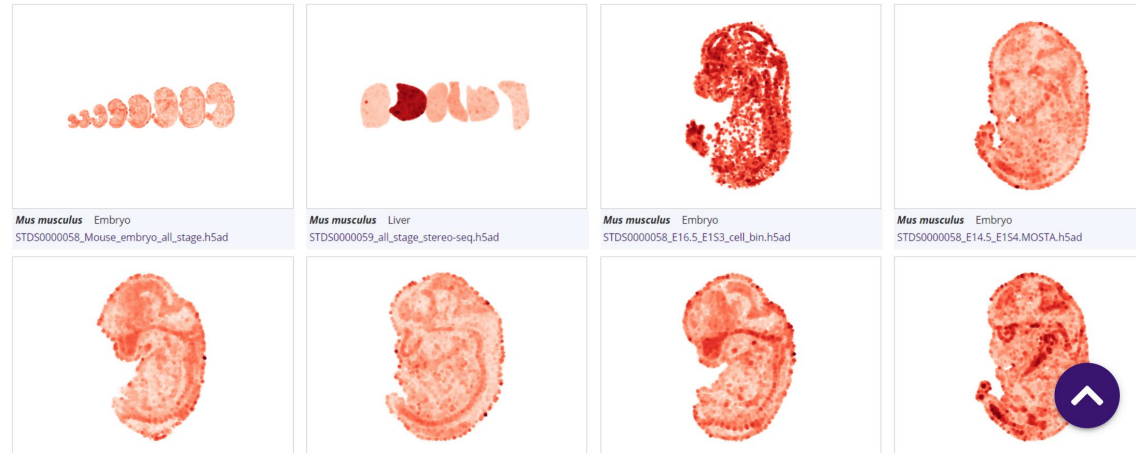 Mus musculus Embryo
STDS0000058_Mouse_embryo_all_stage.h5ad
Mus musculus Liver
STDS0000059_all_stage_stereo-seq.h5ad
Mus musculus Embryo
STDS0000058_E16.5_E1S3_cell_bin.h5ad
Mus musculus Embryo
STDS0000058_E14.5_E1S4.MOSTA.h5ad